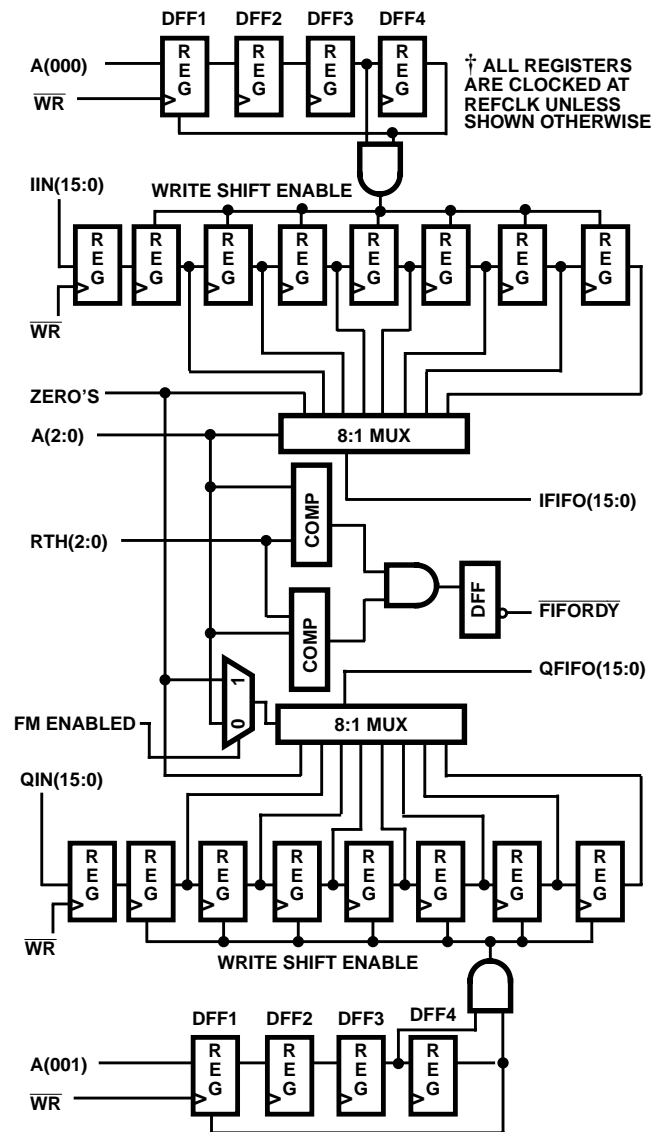 DFF1 DFF2 DFF3 DFF4
REG REG REG REG
A(000)
WR
† ALL REGISTERS
ARE CLOCKED AT
REFCLK UNLESS
SHOWN OTHERWISE
WRITE SHIFT ENABLE
IIN(15:0)
REG REG REG REG REG REG REG REG
WR
ZERO'S
A(2:0)
8:1 MUX
IFIFO(15:0)
COMP
RTH(2:0)
COMP
DFF
FIFORDY
QFIFO(15:0)
1
0
8:1 MUX
FM ENABLED
QIN(15:0)
REG REG REG REG REG REG REG REG
WR
WRITE SHIFT ENABLE
DFF1 DFF2 DFF3 DFF4
REG REG REG REG
A(001)
WR